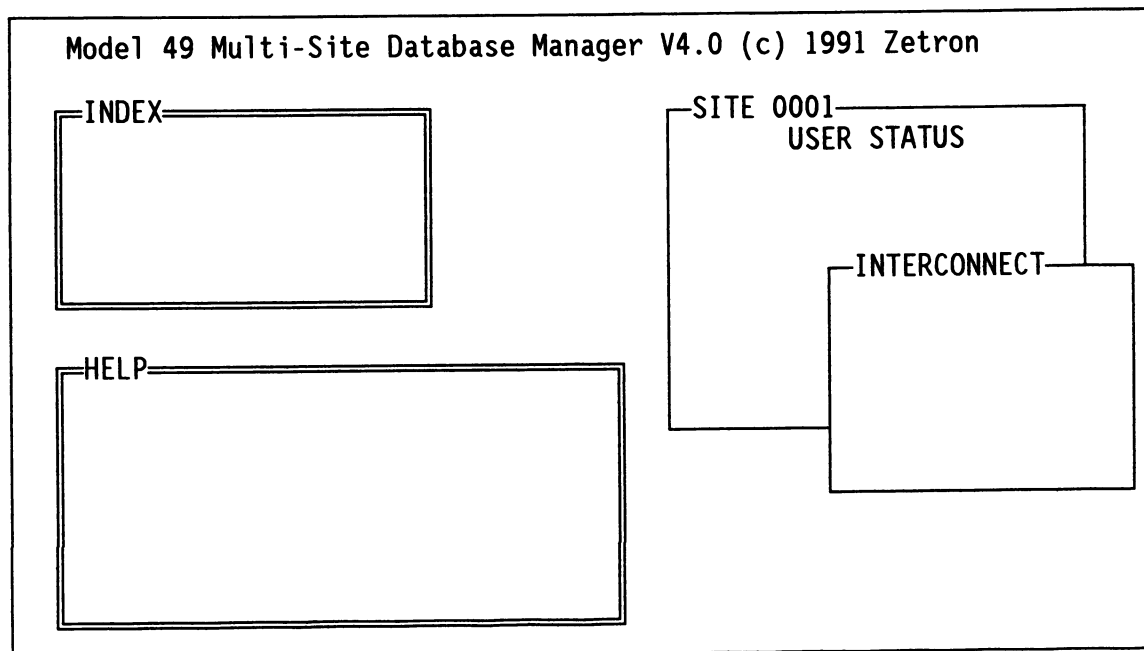 Model 49 Multi-Site Database Manager V4.0 (c) 1991 Zetron
INDEX
SITE 0001
USER STATUS
INTERCONNECT
HELP